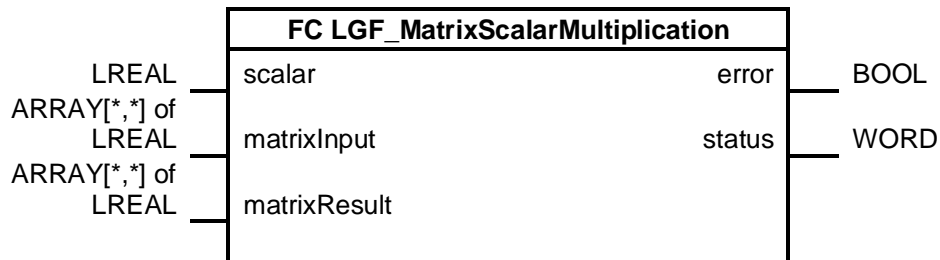 FC LGF_MatrixScalarMultiplication
LREAL scalar error BOOL
ARRAY[*,*] of
LREAL matrixInput status WORD
ARRAY[*,*] of
LREAL matrixResult